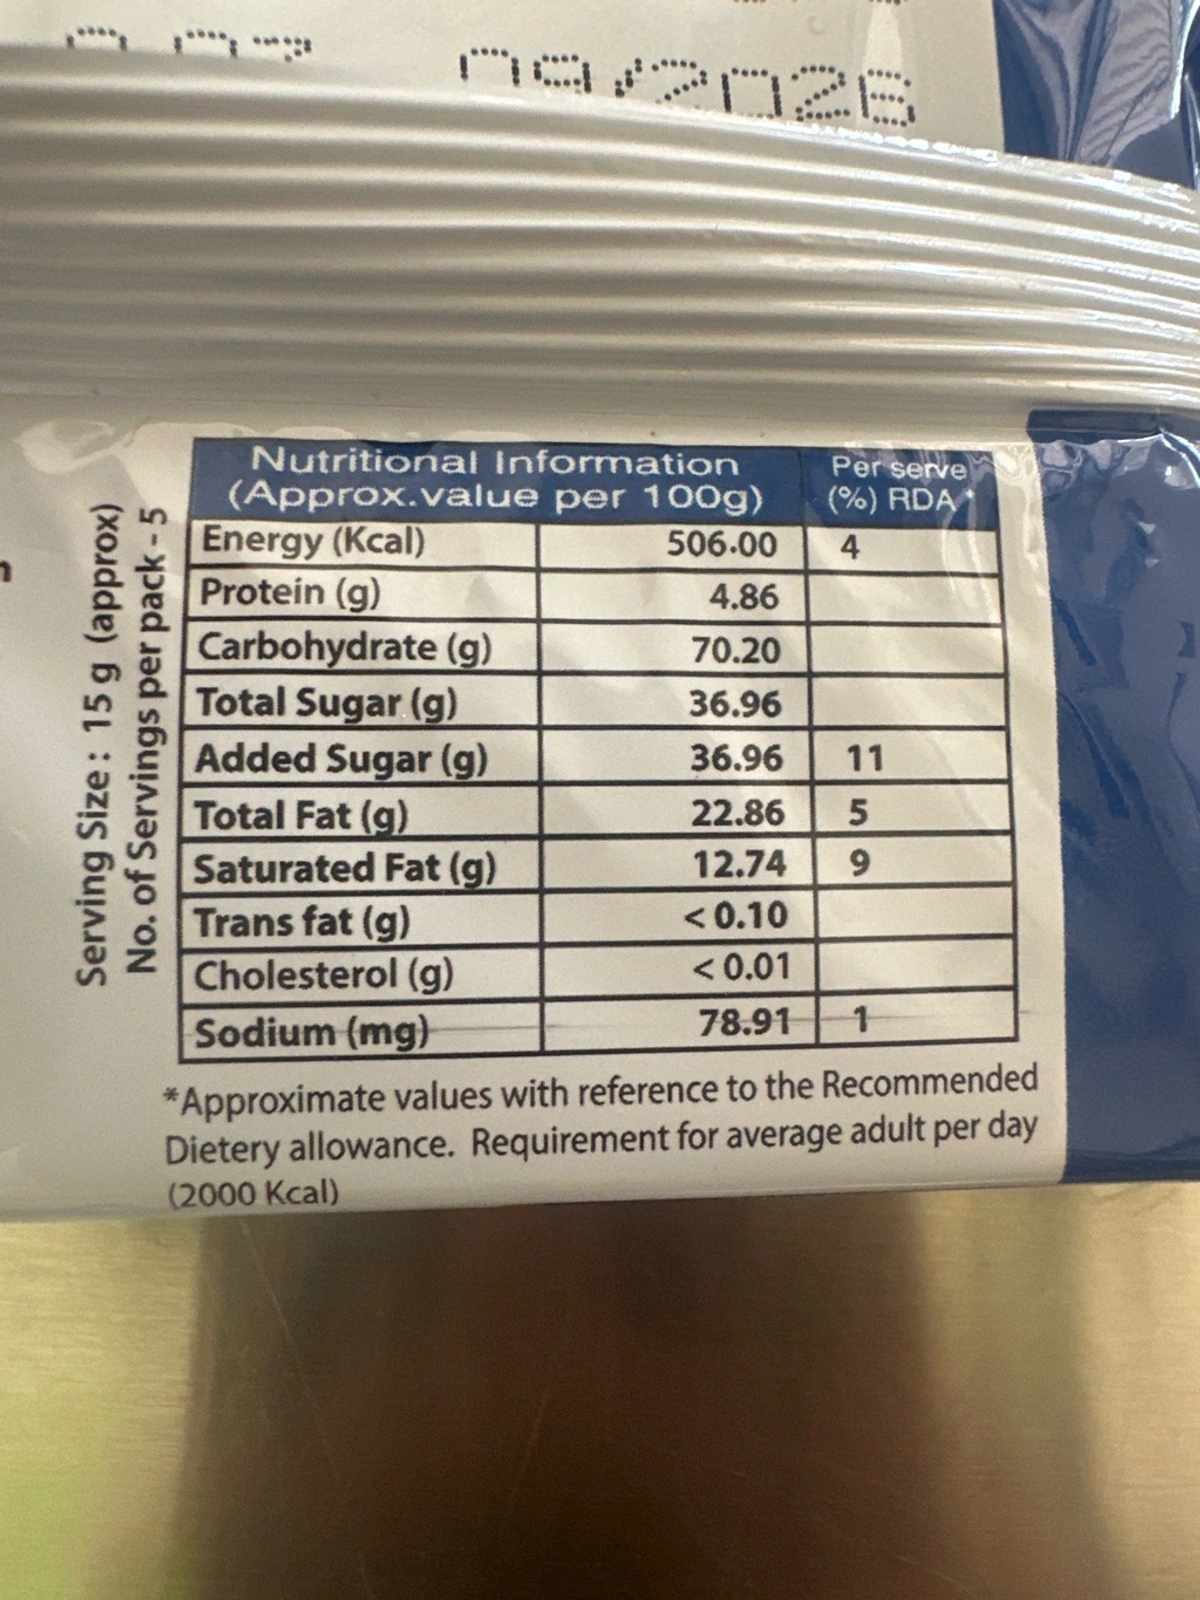 09/2026
Serving Size : 15 g (approx)
No. of Servings per pack - 5
Nutritional Information (Approx.value per 100g) Per serve (%) RDA*
Energy (Kcal) 506.00 4
Protein (g) 4.86
Carbohydrate (g) 70.20
Total Sugar (g) 36.96
Added Sugar (g) 36.96 11
Total Fat (g) 22.86 5
Saturated Fat (g) 12.74 9
Trans fat (g) < 0.10
Cholesterol (g) < 0.01
Sodium (mg) 78.91 1
*Approximate values with reference to the Recommended
Dietery allowance. Requirement for average adult per day
(2000 Kcal)